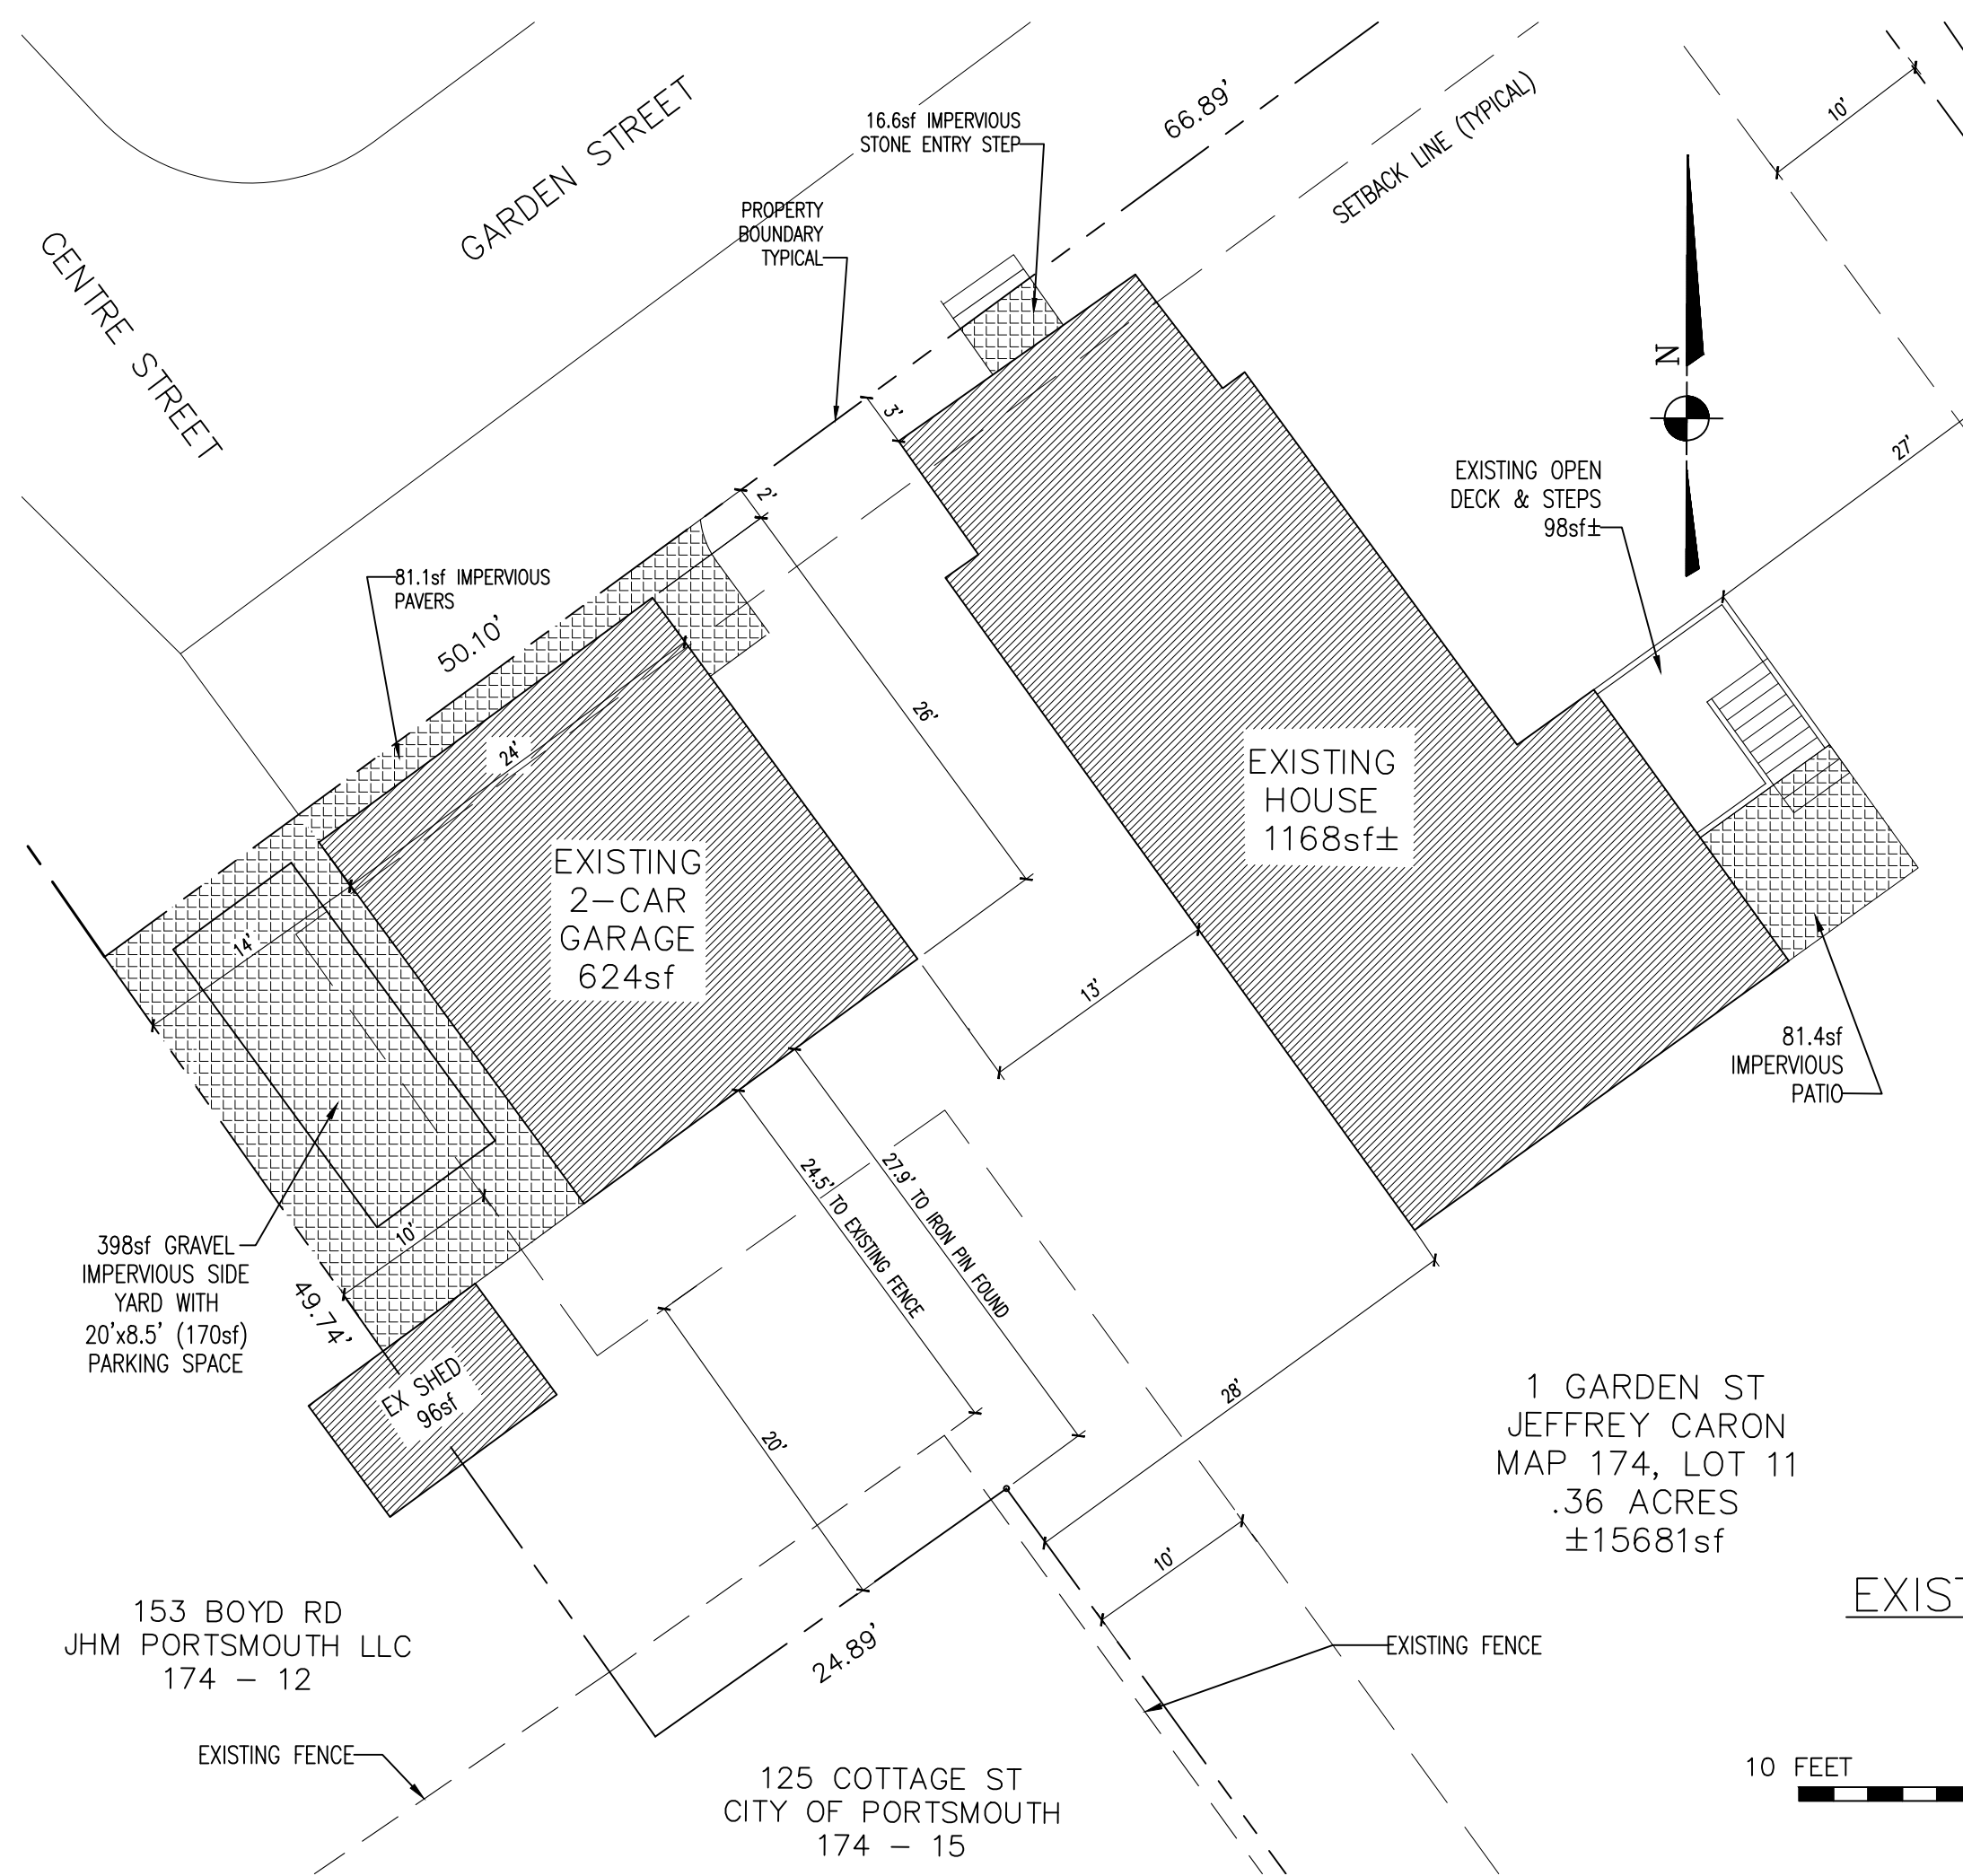 GARDEN STREET
CENTRE STREET
16.6sf IMPERVIOUS
STONE ENTRY STEP
66.89'
SETBACK LINE (TYPICAL)
10'
PROPERTY
BOUNDARY
TYPICAL
N
3'
2'
27'
EXISTING OPEN
DECK & STEPS
98sf±
81.1sf IMPERVIOUS
PAVERS
50.10'
26'
24'
EXISTING
HOUSE
1168sf±
EXISTING
2-CAR
GARAGE
624sf
14'
13'
81.4sf
IMPERVIOUS
PATIO
24.5' TO EXISTING FENCE
27.9' TO IRON PIN FOUND
10'
398sf GRAVEL
IMPERVIOUS SIDE
YARD WITH
20'x8.5' (170sf)
PARKING SPACE
49.74'
EX SHED
96sf
20'
28'
1 GARDEN ST
JEFFREY CARON
MAP 174, LOT 11
.36 ACRES
±15681sf
10'
EXIST
153 BOYD RD
JHM PORTSMOUTH LLC
174 - 12
24.89'
EXISTING FENCE
EXISTING FENCE
125 COTTAGE ST
CITY OF PORTSMOUTH
174 - 15
10 FEET